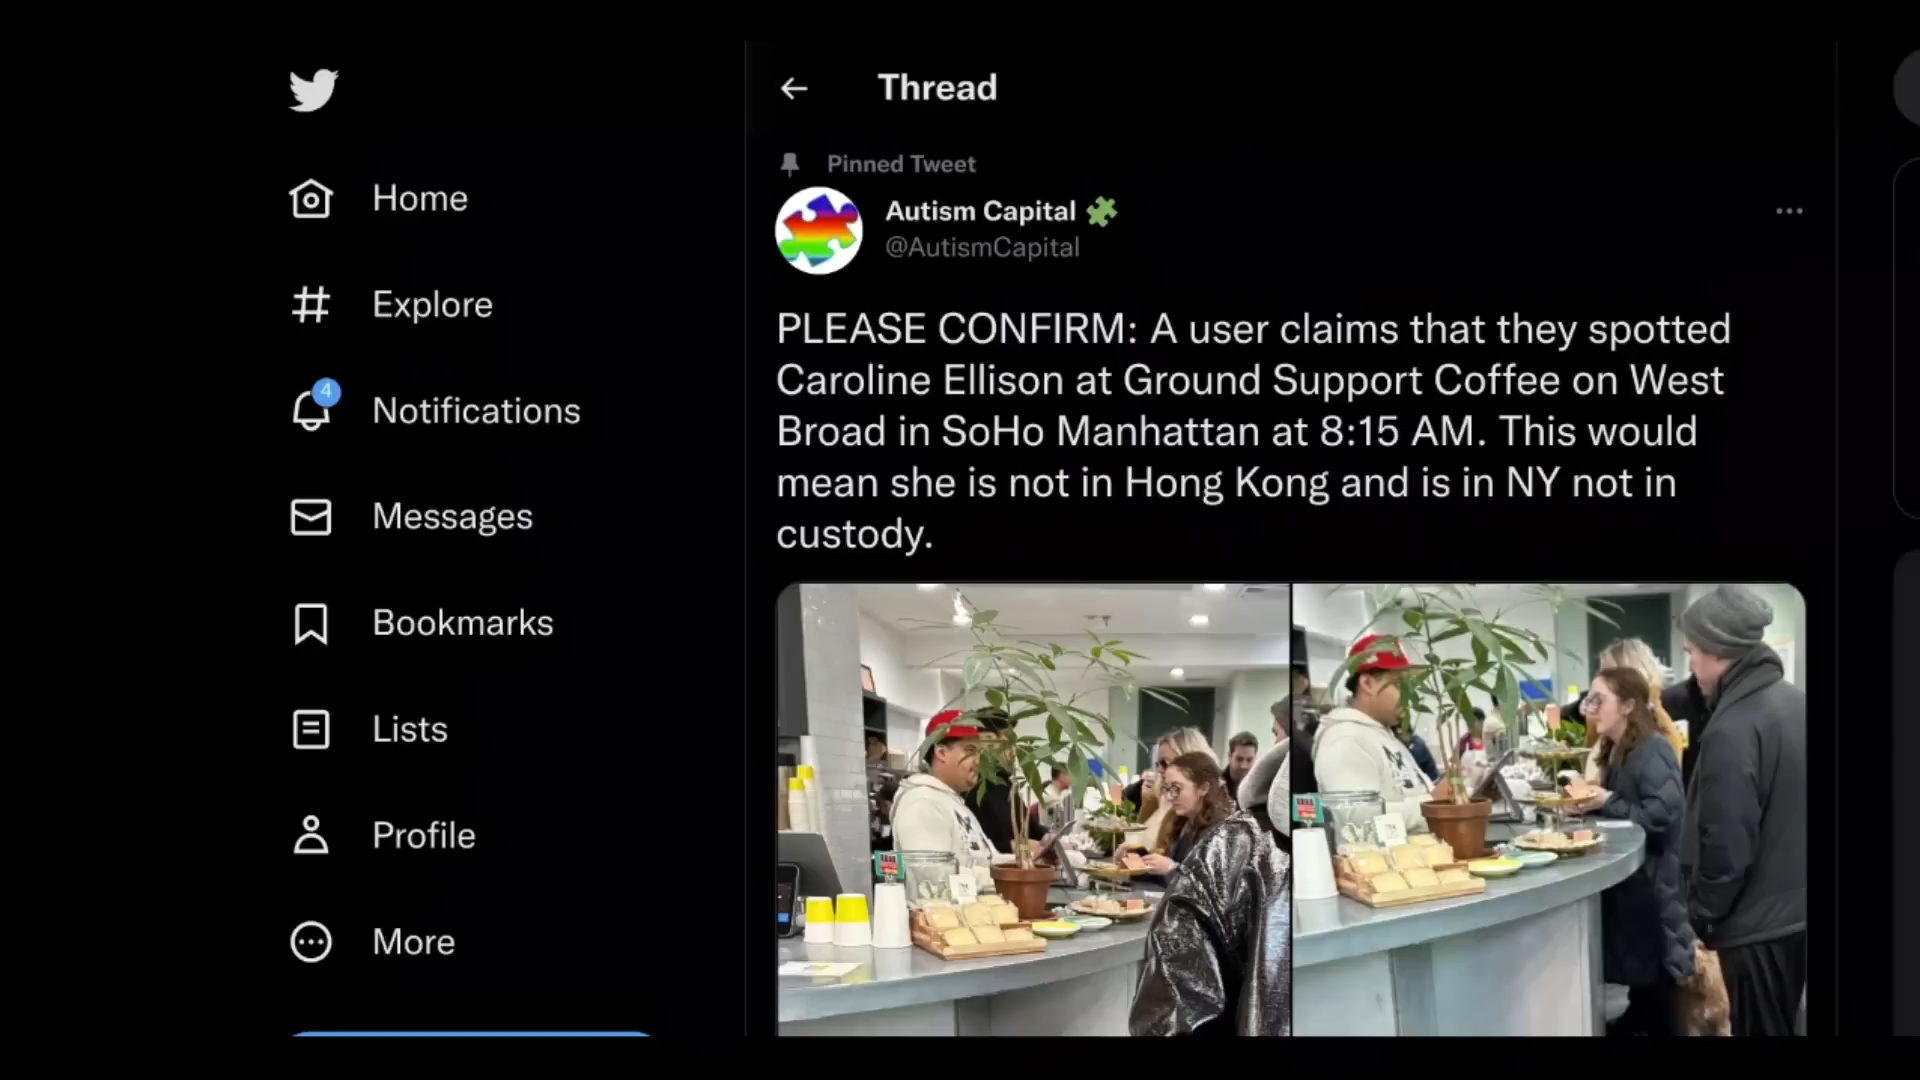 Thread
Pinned Tweet
Autism Capital
@AutismCapital
Home
Explore
4
Notifications
Messages
Bookmarks
Lists
Profile
More
PLEASE CONFIRM: A user claims that they spotted
Caroline Ellison at Ground Support Coffee on West
Broad in SoHo Manhattan at 8:15 AM. This would
mean she is not in Hong Kong and is in NY not in
custody.